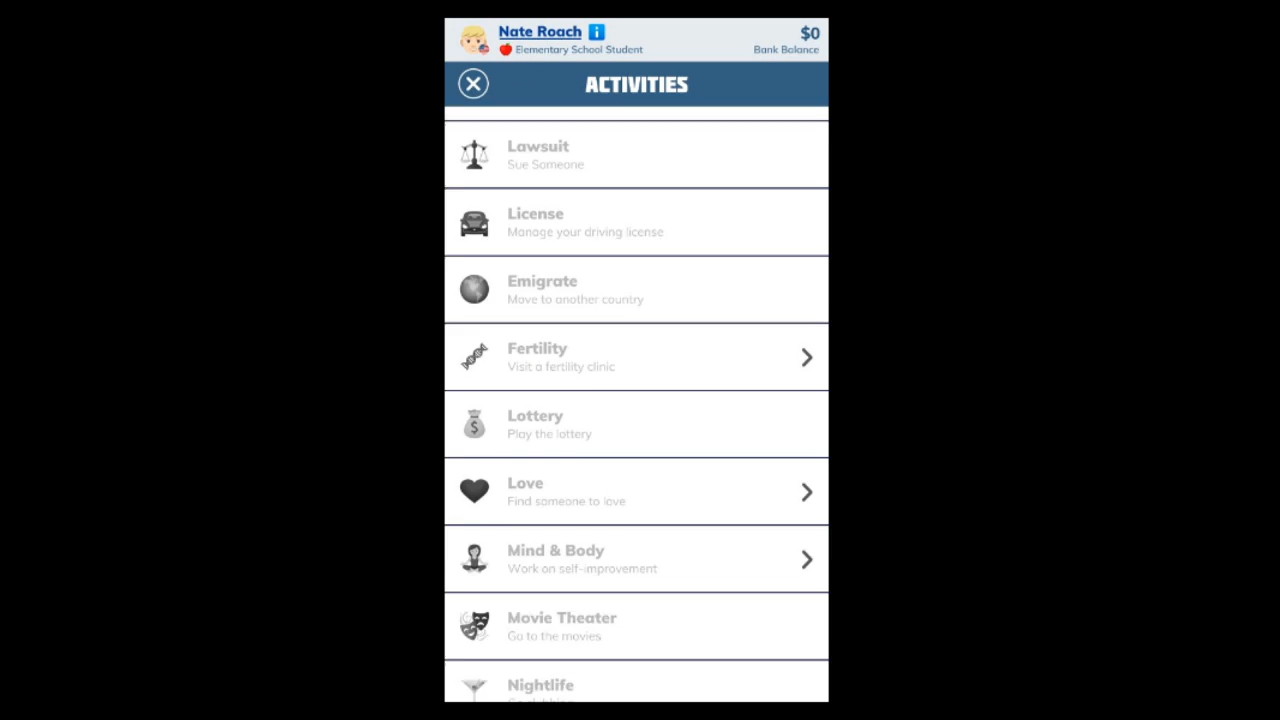 Nate Roach
$0
Elementary School Student
Bank Balance
ACTIVITIES
Lawsuit
Sue Someone
License
Manage your driving license
Emigrate
Move to another country
Fertility
Visit a fertility clinic
Lottery
Play the lottery
Love
Find someone to love
Mind & Body
Work on self-improvement
Movie Theater
Go to the movies
Nightlife